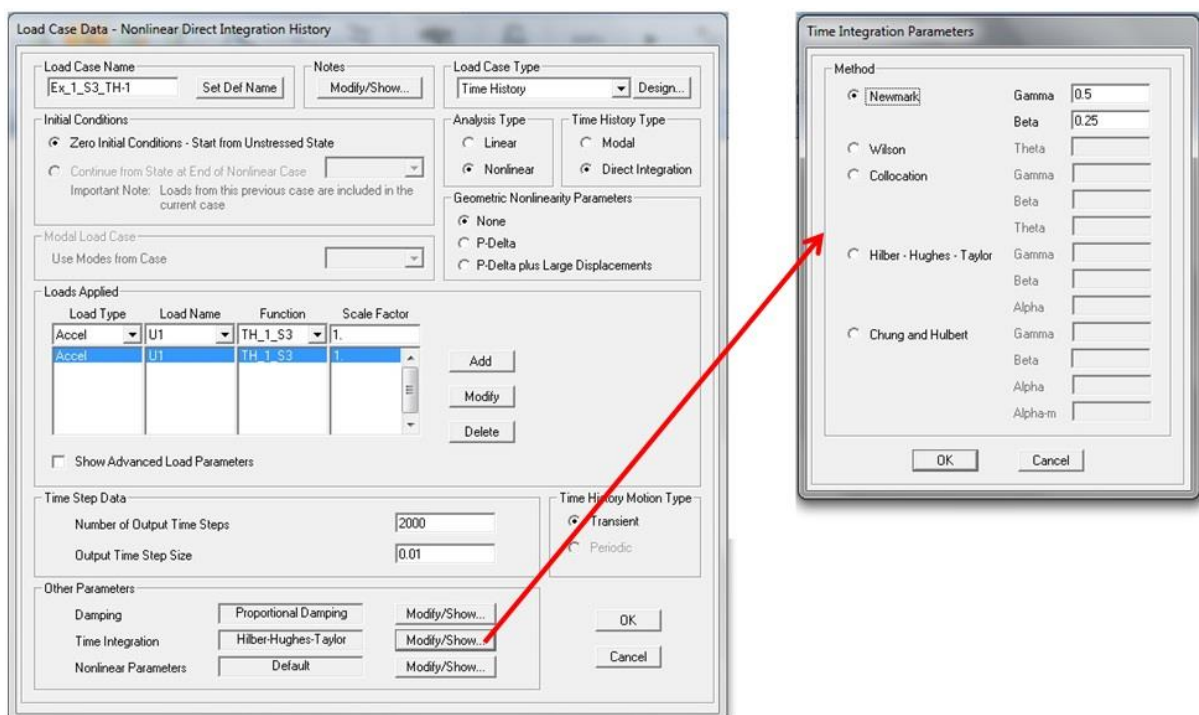 Load Case Data - Nonlinear Direct Integration History
Load Case Name
Ex_1_S3_TH-1
Set Def Name
Notes
Modify/Show...
Load Case Type
Time History
Design...
Initial Conditions
Zero Initial Conditions - Start from Unstressed State
Continue from State at End of Nonlinear Case
Important Note: Loads from this previous case are included in the
current case
Analysis Type
Linear
Nonlinear
Time History Type
Modal
Direct Integration
Geometric Nonlinearity Parameters
None
P-Delta
P-Delta plus Large Displacements
Modal Load Case
Use Modes from Case
Loads Applied
Load Type Load Name Function Scale Factor
Accel U1 TH_1_S3 1.
Accel U1 TH_1_S3 1.
Add
Modify
Delete
Show Advanced Load Parameters
Time Step Data
Number of Output Time Steps 2000
Output Time Step Size 0.01
Time History Motion Type
Transient
Periodic
Other Parameters
Damping Proportional Damping Modify/Show...
Time Integration Hilber-Hughes-Taylor Modify/Show...
Nonlinear Parameters Default Modify/Show...
OK
Cancel
Time Integration Parameters
Method
Newmark Gamma 0.5
Beta 0.25
Wilson Theta
Collocation Gamma
Beta
Theta
Hilber - Hughes - Taylor Gamma
Beta
Alpha
Chung and Hulbert Gamma
Beta
Alpha
Alpha-m
OK Cancel